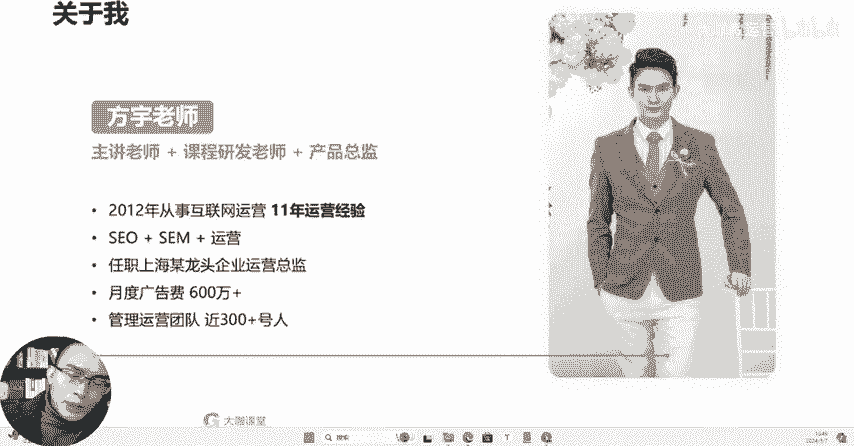 关于我
方宇老师
主讲老师 + 课程研发老师 + 产品总监
• 2012年从事互联网运营 11年运营经验
• SEO + SEM + 运营
• 任职上海某龙头企业运营总监
• 月度广告费 600万+
• 管理运营团队 近300+号人
大咖课堂
搜索